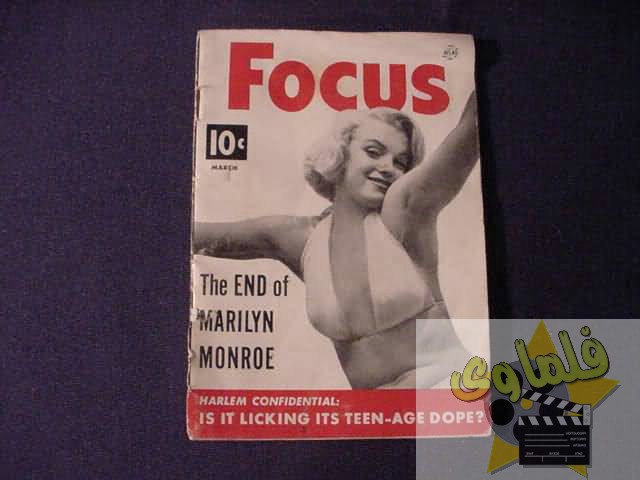 FOCUS
10¢
MARCH
The END of
MARILYN
MONROE
HARLEM CONFIDENTIAL:
IS IT LICKING ITS TEEN-AGE DOPE?
فلماوى